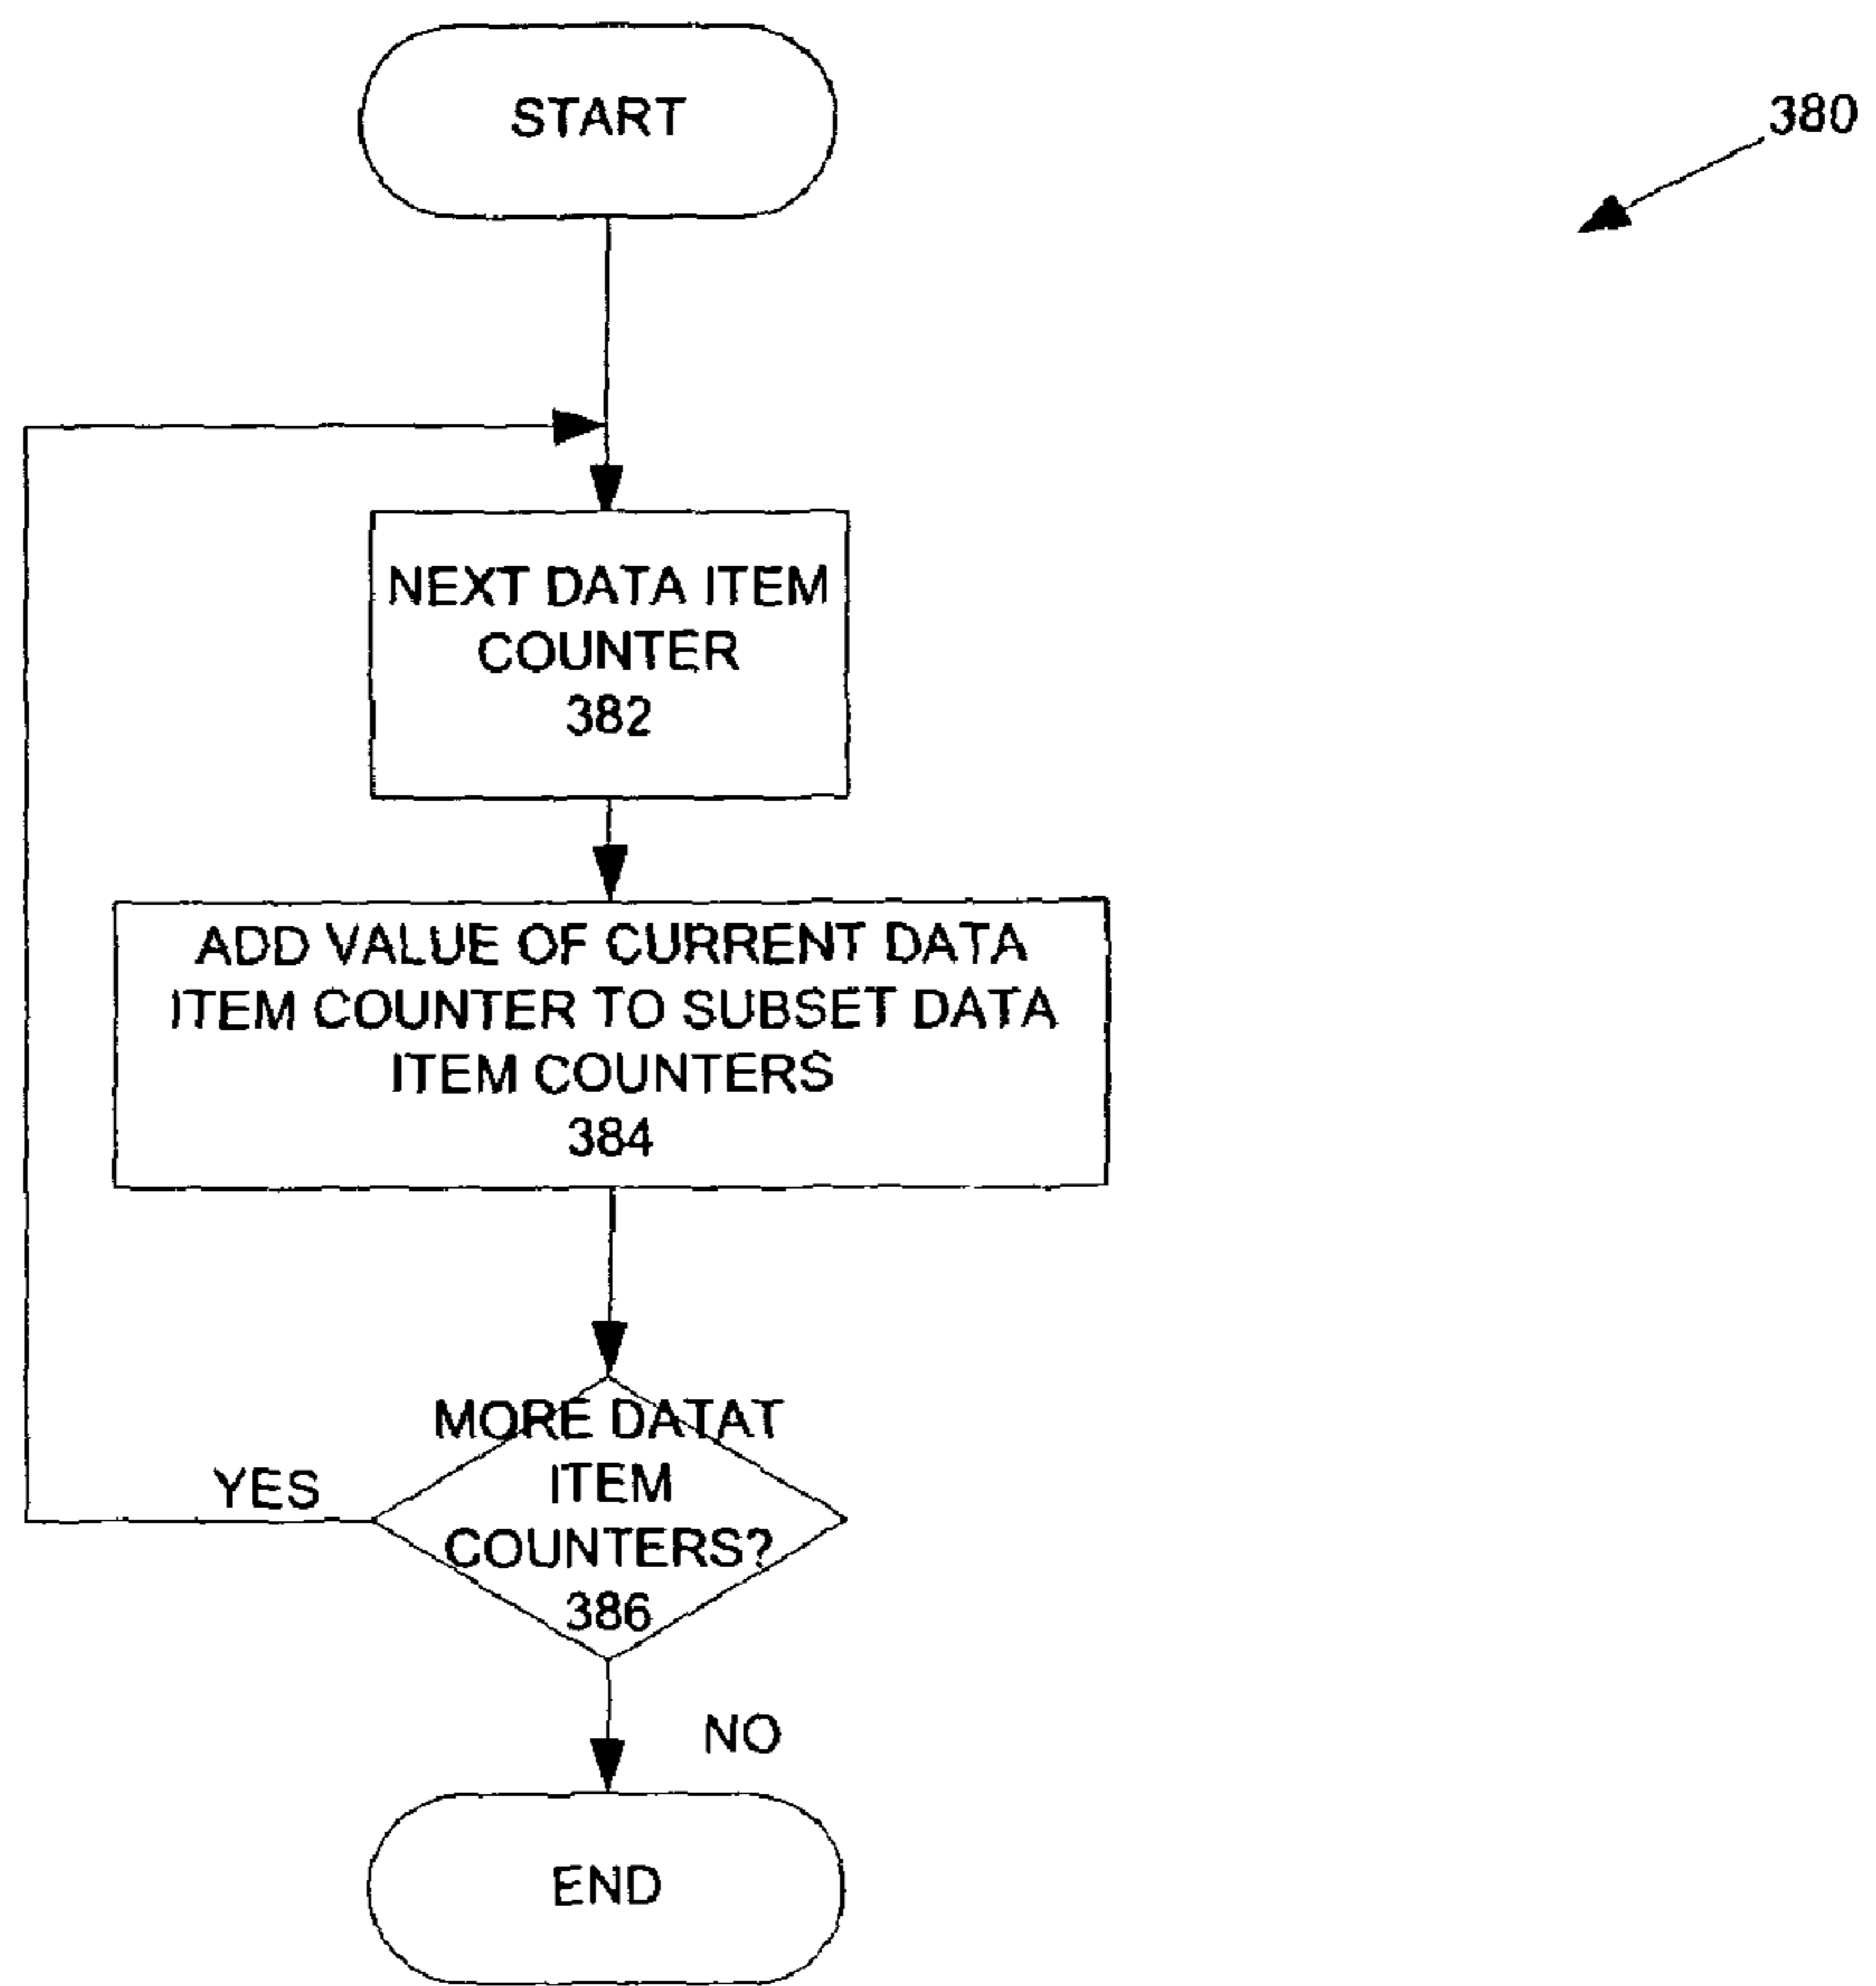 START
380
NEXT DATA ITEM
COUNTER
382
ADD VALUE OF CURRENT DATA
ITEM COUNTER TO SUBSET DATA
ITEM COUNTERS
384
MORE DATAT
ITEM
COUNTERS?
386
YES
NO
END